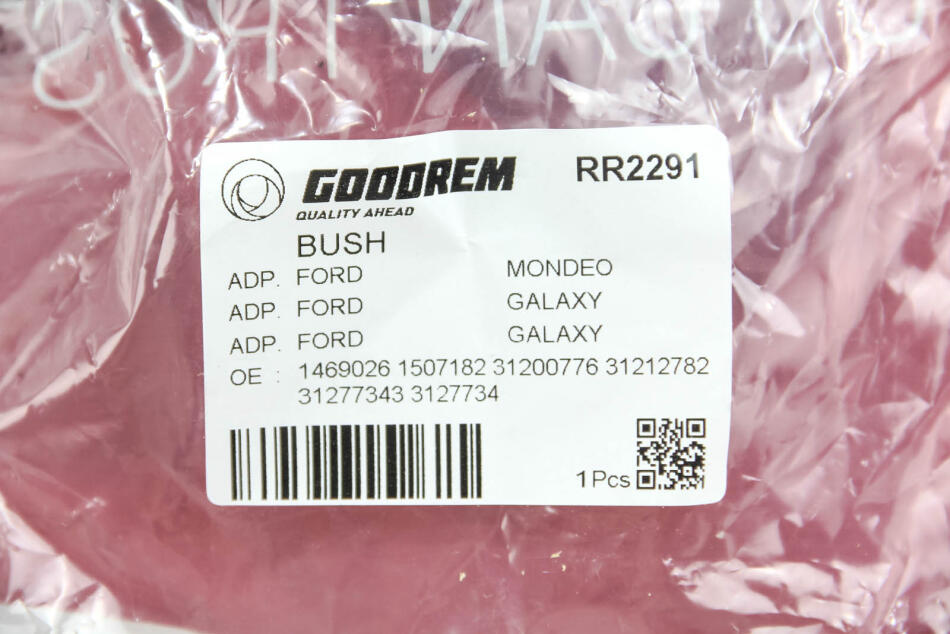 GOODREM
QUALITY AHEAD
RR2291
BUSH
ADP. FORD MONDEO
ADP. FORD GALAXY
ADP. FORD GALAXY
OE : 1469026 1507182 31200776 31212782
31277343 3127734
1Pcs